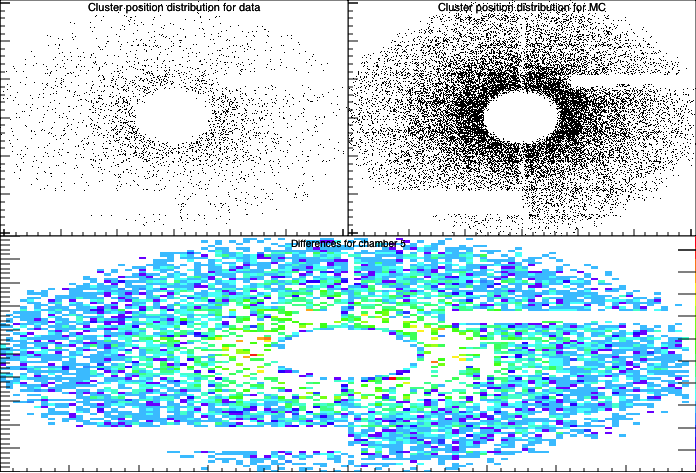 Cluster position distribution for data
Cluster position distribution for MC
Differences for chamber 5